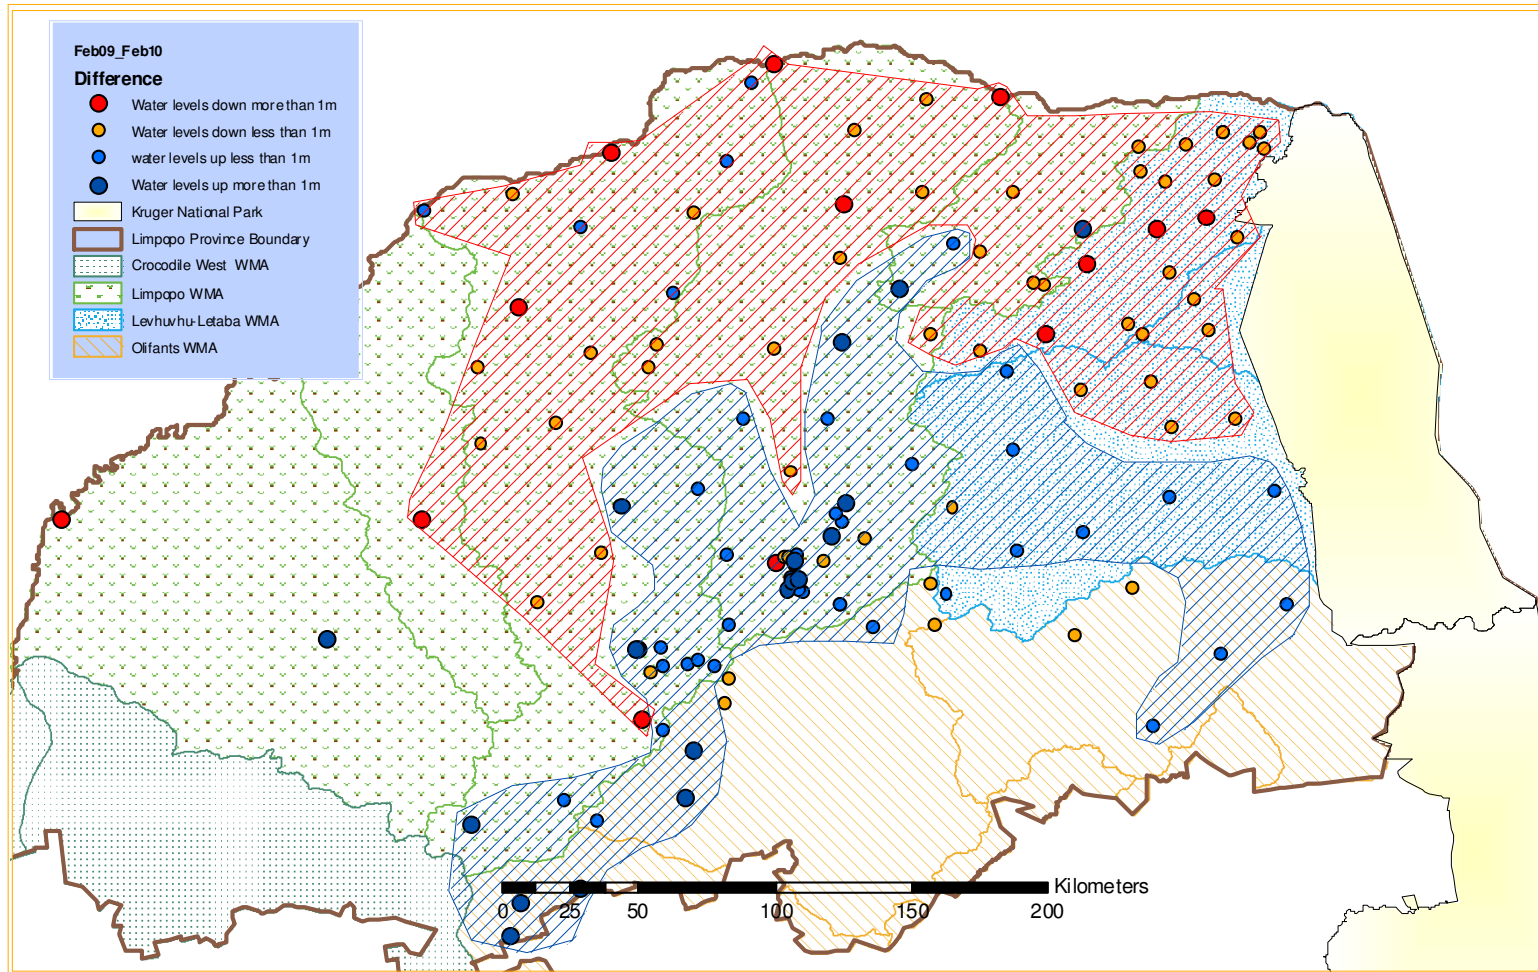 Feb09_Feb10
Difference
Water levels down more than 1m
Water levels down less than 1m
water levels up less than 1m
Water levels up more than 1m
Kruger National Park
Limpopo Province Boundary
Crocodile West WMA
Limpopo WMA
Levhuvhu-Letaba WMA
Olifants WMA
Kilometers
0 25 50 100 150 200